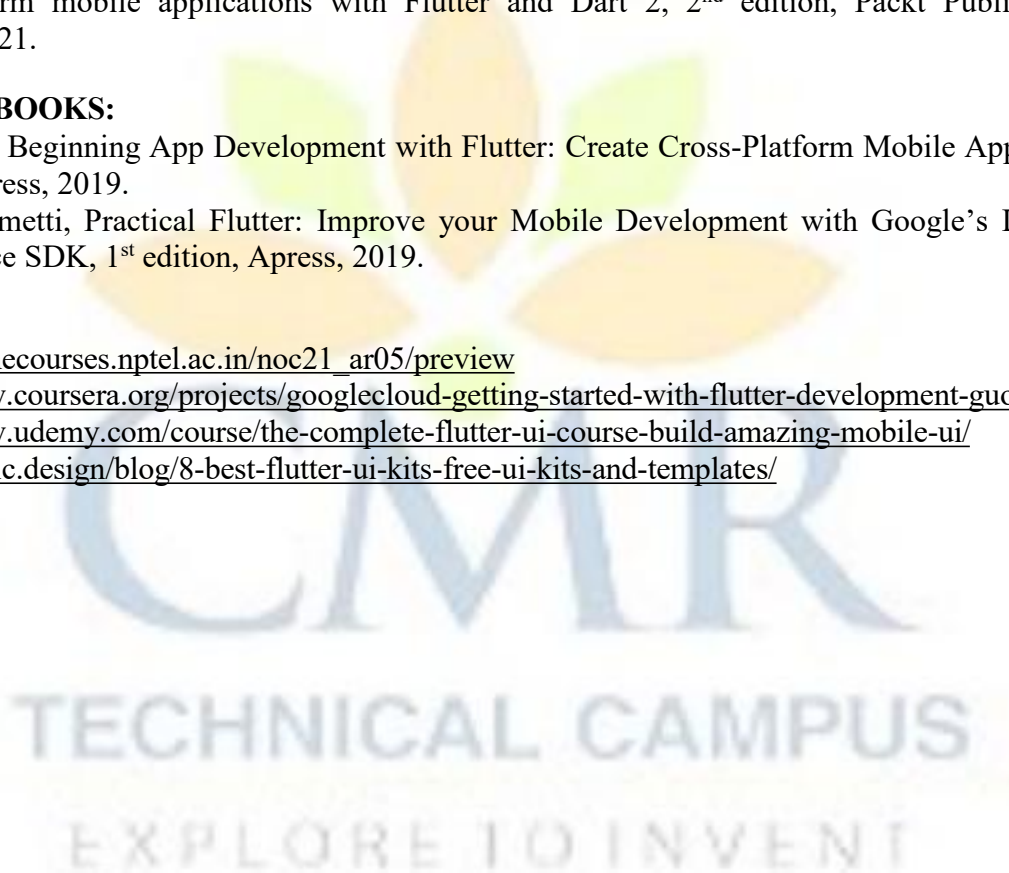 rm mobile applications with Flutter and Dart 2, 2nd edition, Packt Publi
21.
BOOKS:
Beginning App Development with Flutter: Create Cross-Platform Mobile App
ress, 2019.
metti, Practical Flutter: Improve your Mobile Development with Google's
ce SDK, 1st edition, Apress, 2019.
ecourses.nptel.ac.in/noc21_ar05/preview
.coursera.org/projects/googlecloud-getting-started-with-flutter-development-guo
.udemy.com/course/the-complete-flutter-ui-course-build-amazing-mobile-ui/
c.design/blog/8-best-flutter-ui-kits-free-ui-kits-and-templates/
CMR
TECHNICAL CAMPUS
EXPLORE TO INVENT